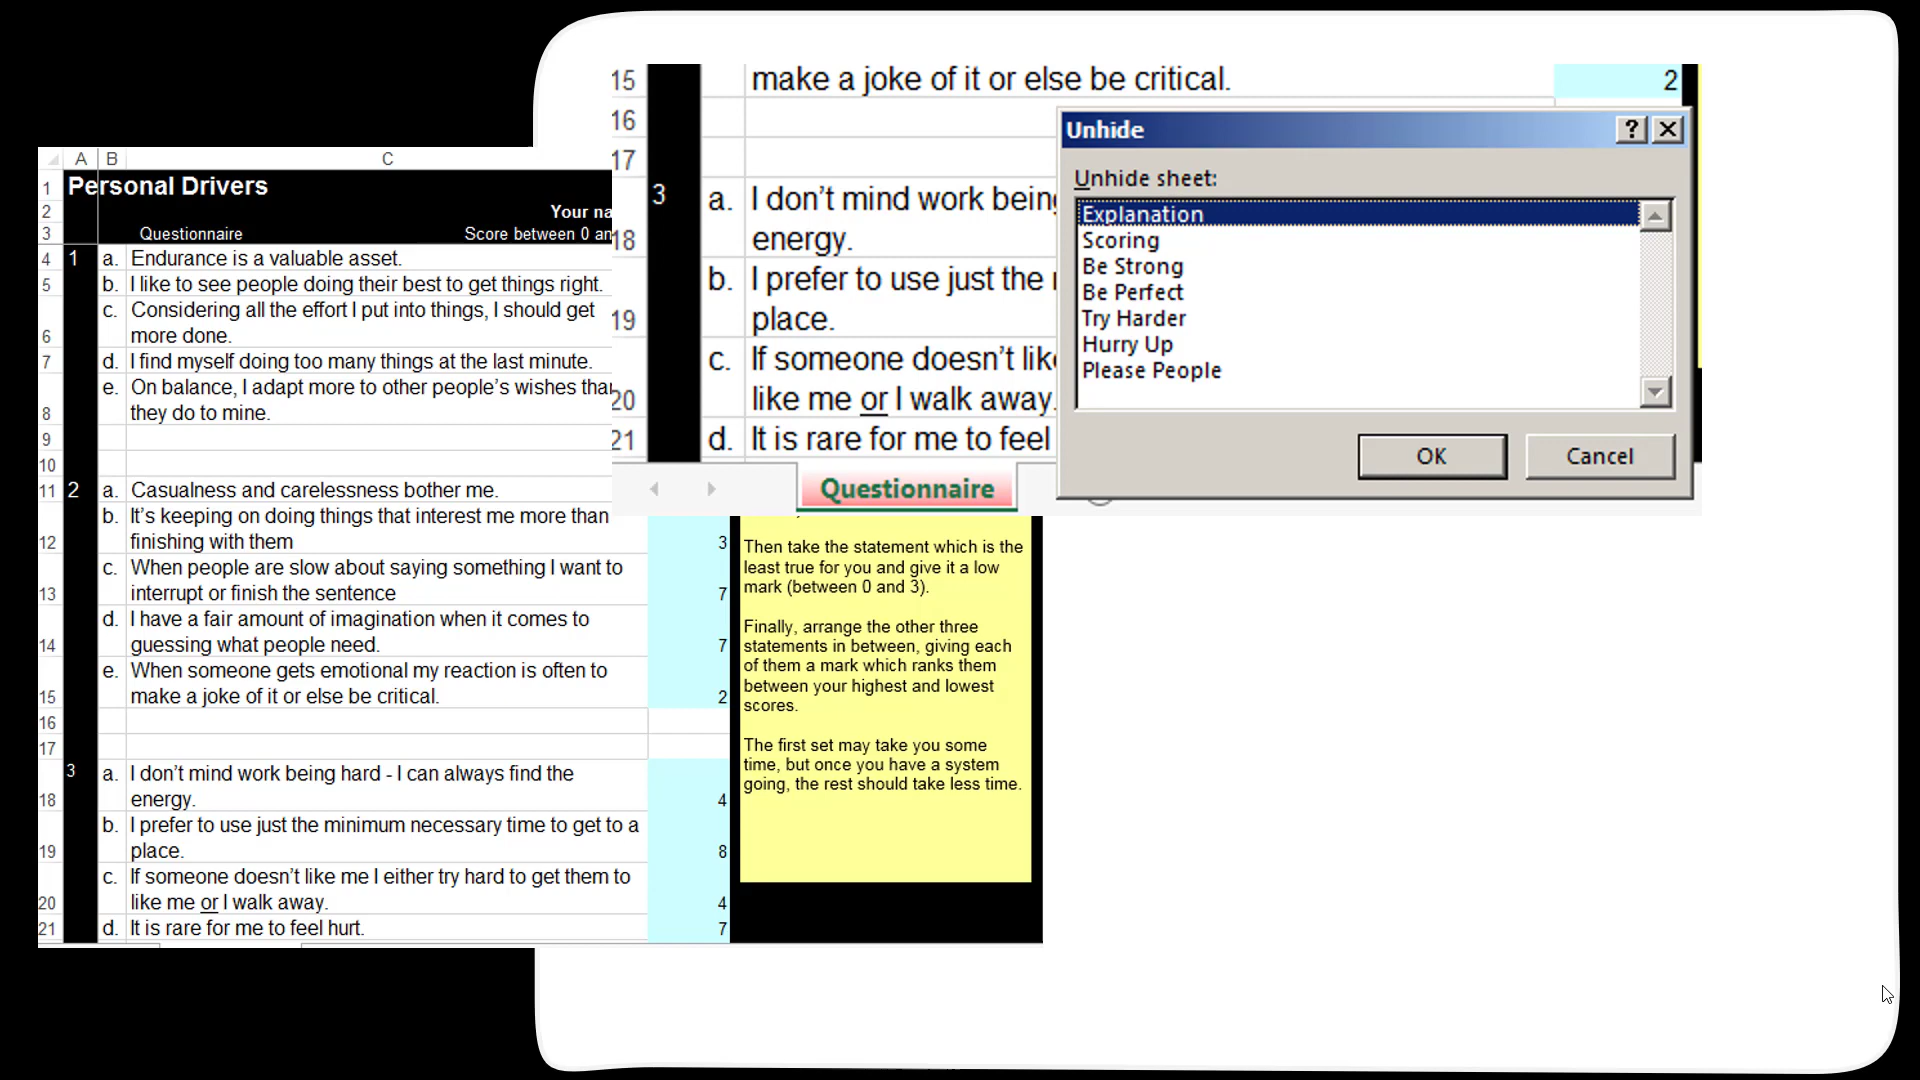 A B C
1 Personal Drivers
2 Your na
3 Questionnaire Score between 0 an
4 1 a. Endurance is a valuable asset.
5 b. I like to see people doing their best to get things right.
c. Considering all the effort I put into things, I should get
6 more done.
7 d. I find myself doing too many things at the last minute.
e. On balance, I adapt more to other people’s wishes than
8 they do to mine.
9
10
11 2 a. Casualness and carelessness bother me.
b. It’s keeping on doing things that interest me more than
12 finishing with them 3
c. When people are slow about saying something I want to
13 interrupt or finish the sentence 7
d. I have a fair amount of imagination when it comes to
14 guessing what people need. 7
e. When someone gets emotional my reaction is often to
15 make a joke of it or else be critical. 2
16
17
3 a. I don’t mind work being hard - I can always find the
18 energy. 4
b. I prefer to use just the minimum necessary time to get to a
19 place. 8
c. If someone doesn’t like me I either try hard to get them to
20 like me or I walk away. 4
21 d. It is rare for me to feel hurt. 7
Then take the statement which is the
least true for you and give it a low
mark (between 0 and 3).
Finally, arrange the other three
statements in between, giving each
of them a mark which ranks them
between your highest and lowest
scores.
The first set may take you some
time, but once you have a system
going, the rest should take less time.
15 make a joke of it or else be critical. 2
16
17
3 a. I don’t mind work being
18 energy.
b. I prefer to use just the
19 place.
c. If someone doesn’t like
20 like me or I walk away.
21 d. It is rare for me to feel
Questionnaire
Unhide
Unhide sheet:
Explanation
Scoring
Be Strong
Be Perfect
Try Harder
Hurry Up
Please People
OK Cancel